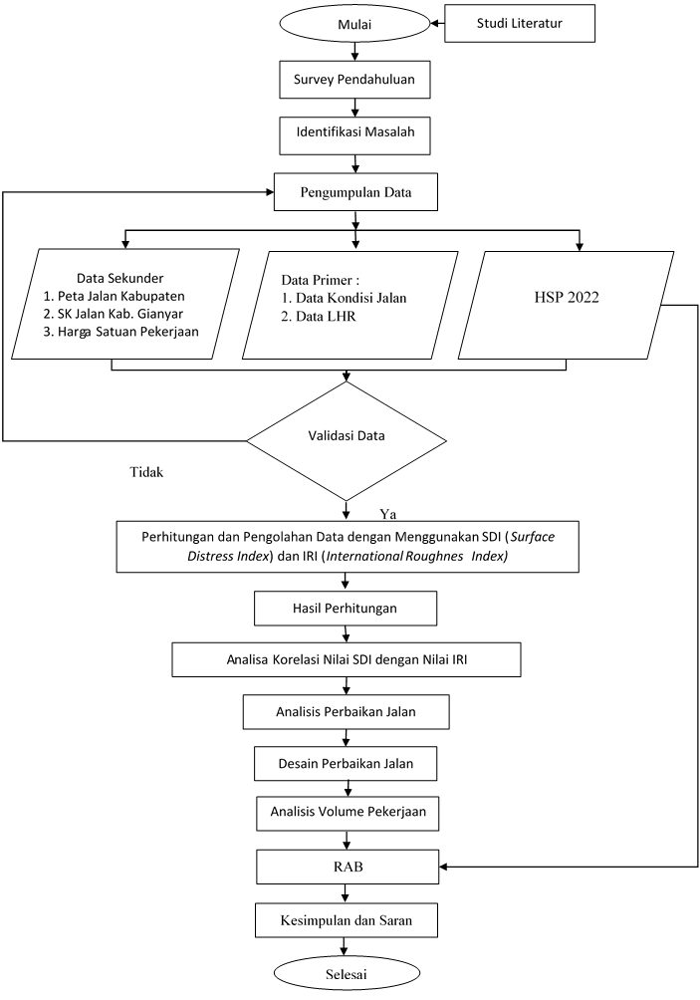 Mulai
Studi Literatur
Survey Pendahuluan
Identifikasi Masalah
Pengumpulan Data
Data Sekunder
1. Peta Jalan Kabupaten
2. SK Jalan Kab. Gianyar
3. Harga Satuan Pekerjaan
Data Primer :
1. Data Kondisi Jalan
2. Data LHR
HSP 2022
Validasi Data
Tidak
Ya
Perhitungan dan Pengolahan Data dengan Menggunakan SDI (Surface
Distress Index) dan IRI (International Roughnes Index)
Hasil Perhitungan
Analisa Korelasi Nilai SDI dengan Nilai IRI
Analisis Perbaikan Jalan
Desain Perbaikan Jalan
Analisis Volume Pekerjaan
RAB
Kesimpulan dan Saran
Selesai